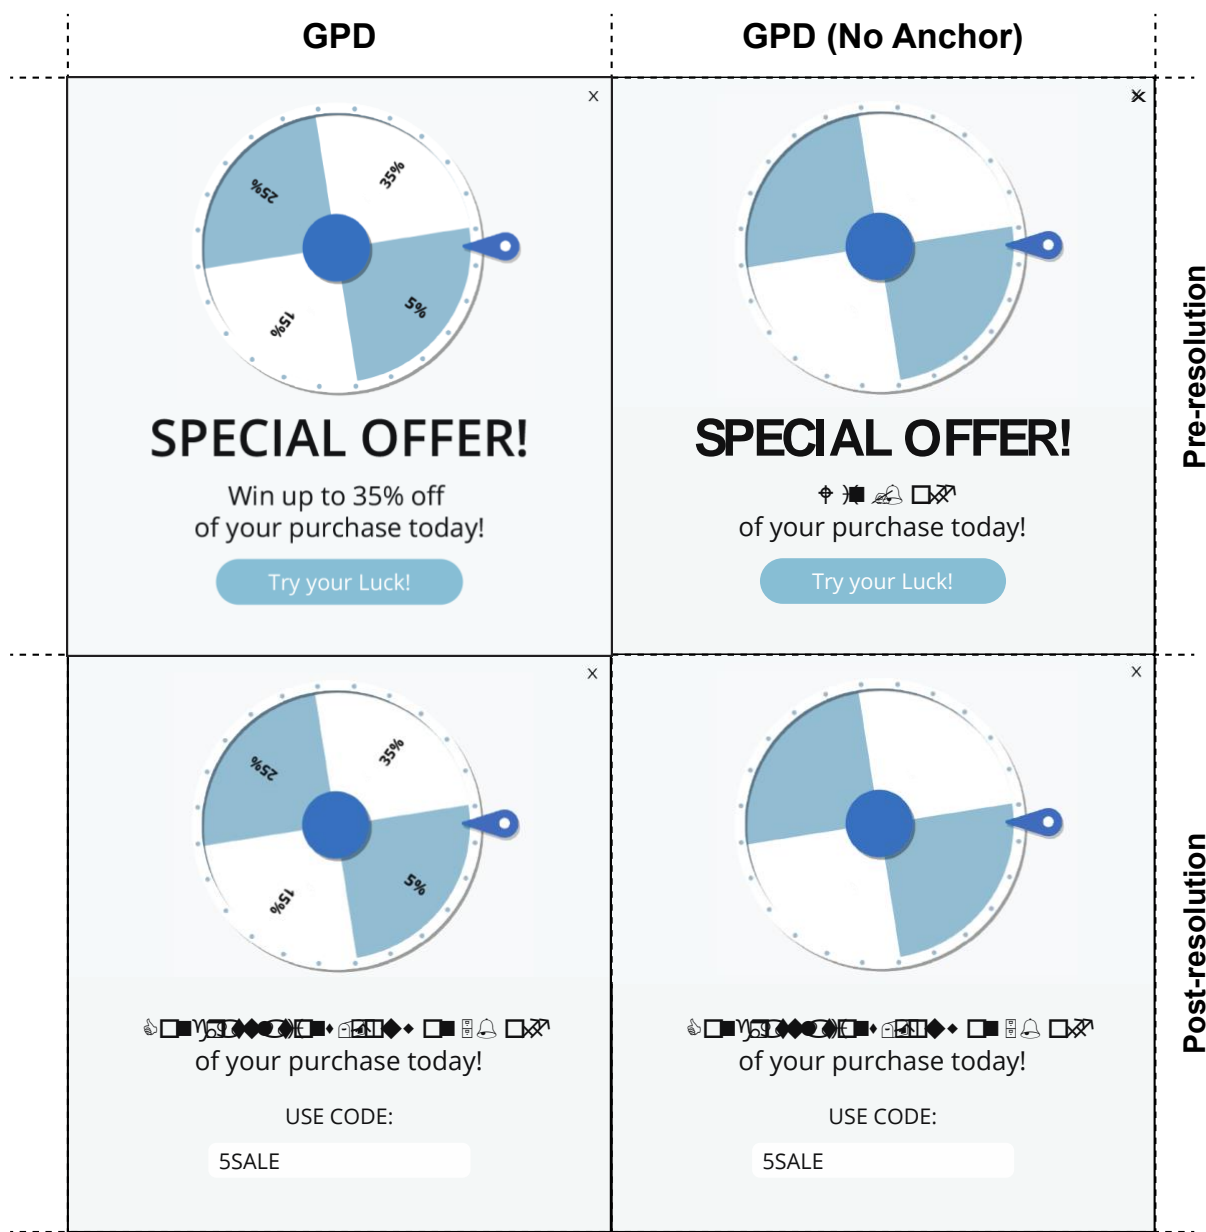 GPD
GPD (No Anchor)
x
25%
35%
15%
5%
SPECIAL OFFER!
Win up to 35% off
of your purchase today!
Try your Luck!
x
SPECIAL OFFER!
of your purchase today!
Try your Luck!
Pre-resolution
x
25%
35%
15%
5%
of your purchase today!
USE CODE:
5SALE
x
of your purchase today!
USE CODE:
5SALE
Post-resolution